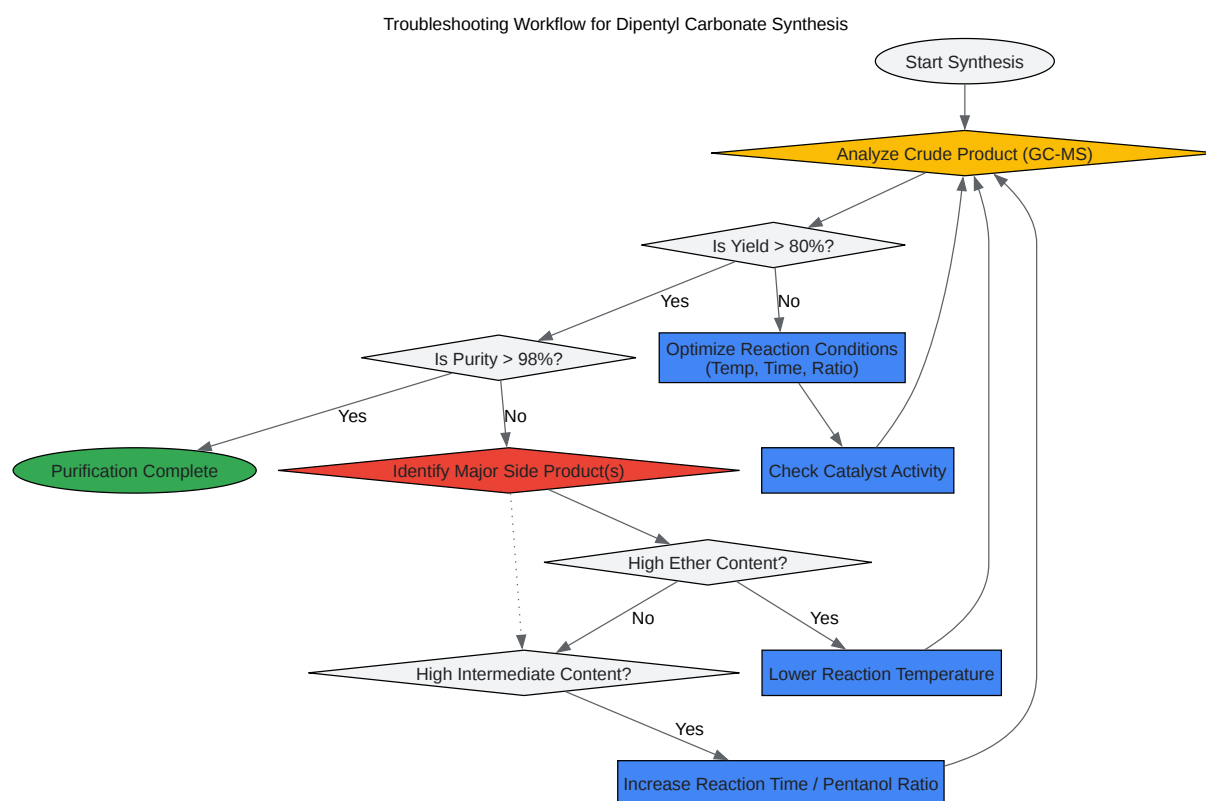 Troubleshooting Workflow for Dipentyl Carbonate Synthesis
Start Synthesis
Analyze Crude Product (GC-MS)
Is Yield > 80%?
Yes
No
Is Purity > 98%?
Optimize Reaction Conditions
(Temp, Time, Ratio)
Yes
No
Purification Complete
Identify Major Side Product(s)
Check Catalyst Activity
High Ether Content?
No
Yes
High Intermediate Content?
Lower Reaction Temperature
Yes
Increase Reaction Time / Pentanol Ratio